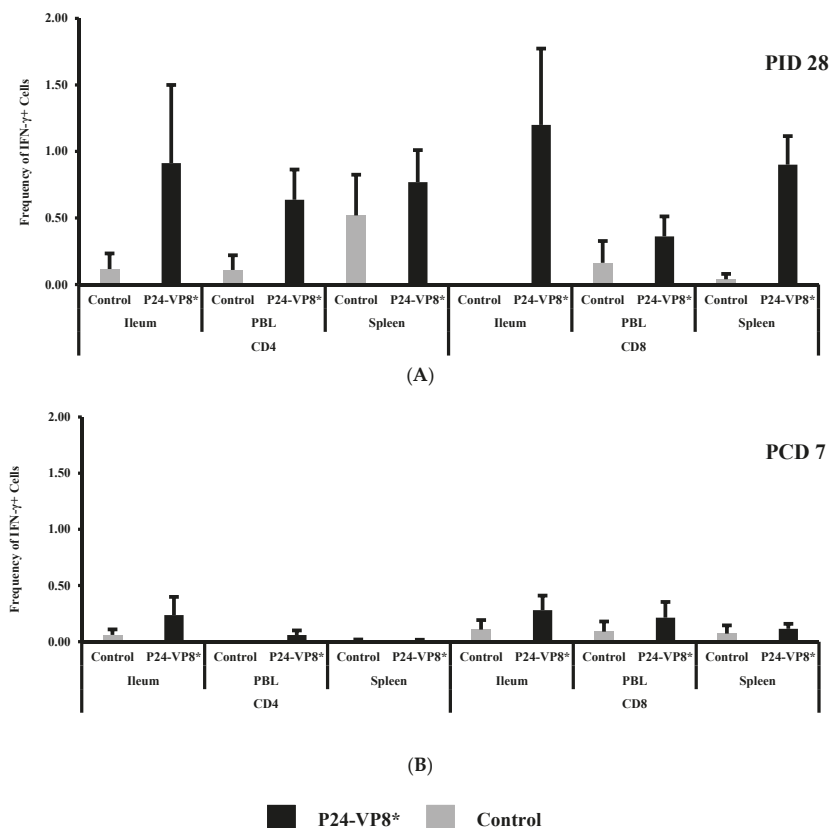 2.00
PID 28
1.50
1.00
0.50
0.00
Frequency of IFN-γ+ Cells
Control P24-VP8* Control P24-VP8* Control P24-VP8* Control P24-VP8* Control P24-VP8* Control P24-VP8*
Ileum PBL Spleen Ileum PBL Spleen
CD4 CD8
(A)
2.00
PCD 7
1.50
1.00
0.50
0.00
Frequency of IFN-γ+ Cells
Control P24-VP8* Control P24-VP8* Control P24-VP8* Control P24-VP8* Control P24-VP8* Control P24-VP8*
Ileum PBL Spleen Ileum PBL Spleen
CD4 CD8
(B)
P24-VP8* Control